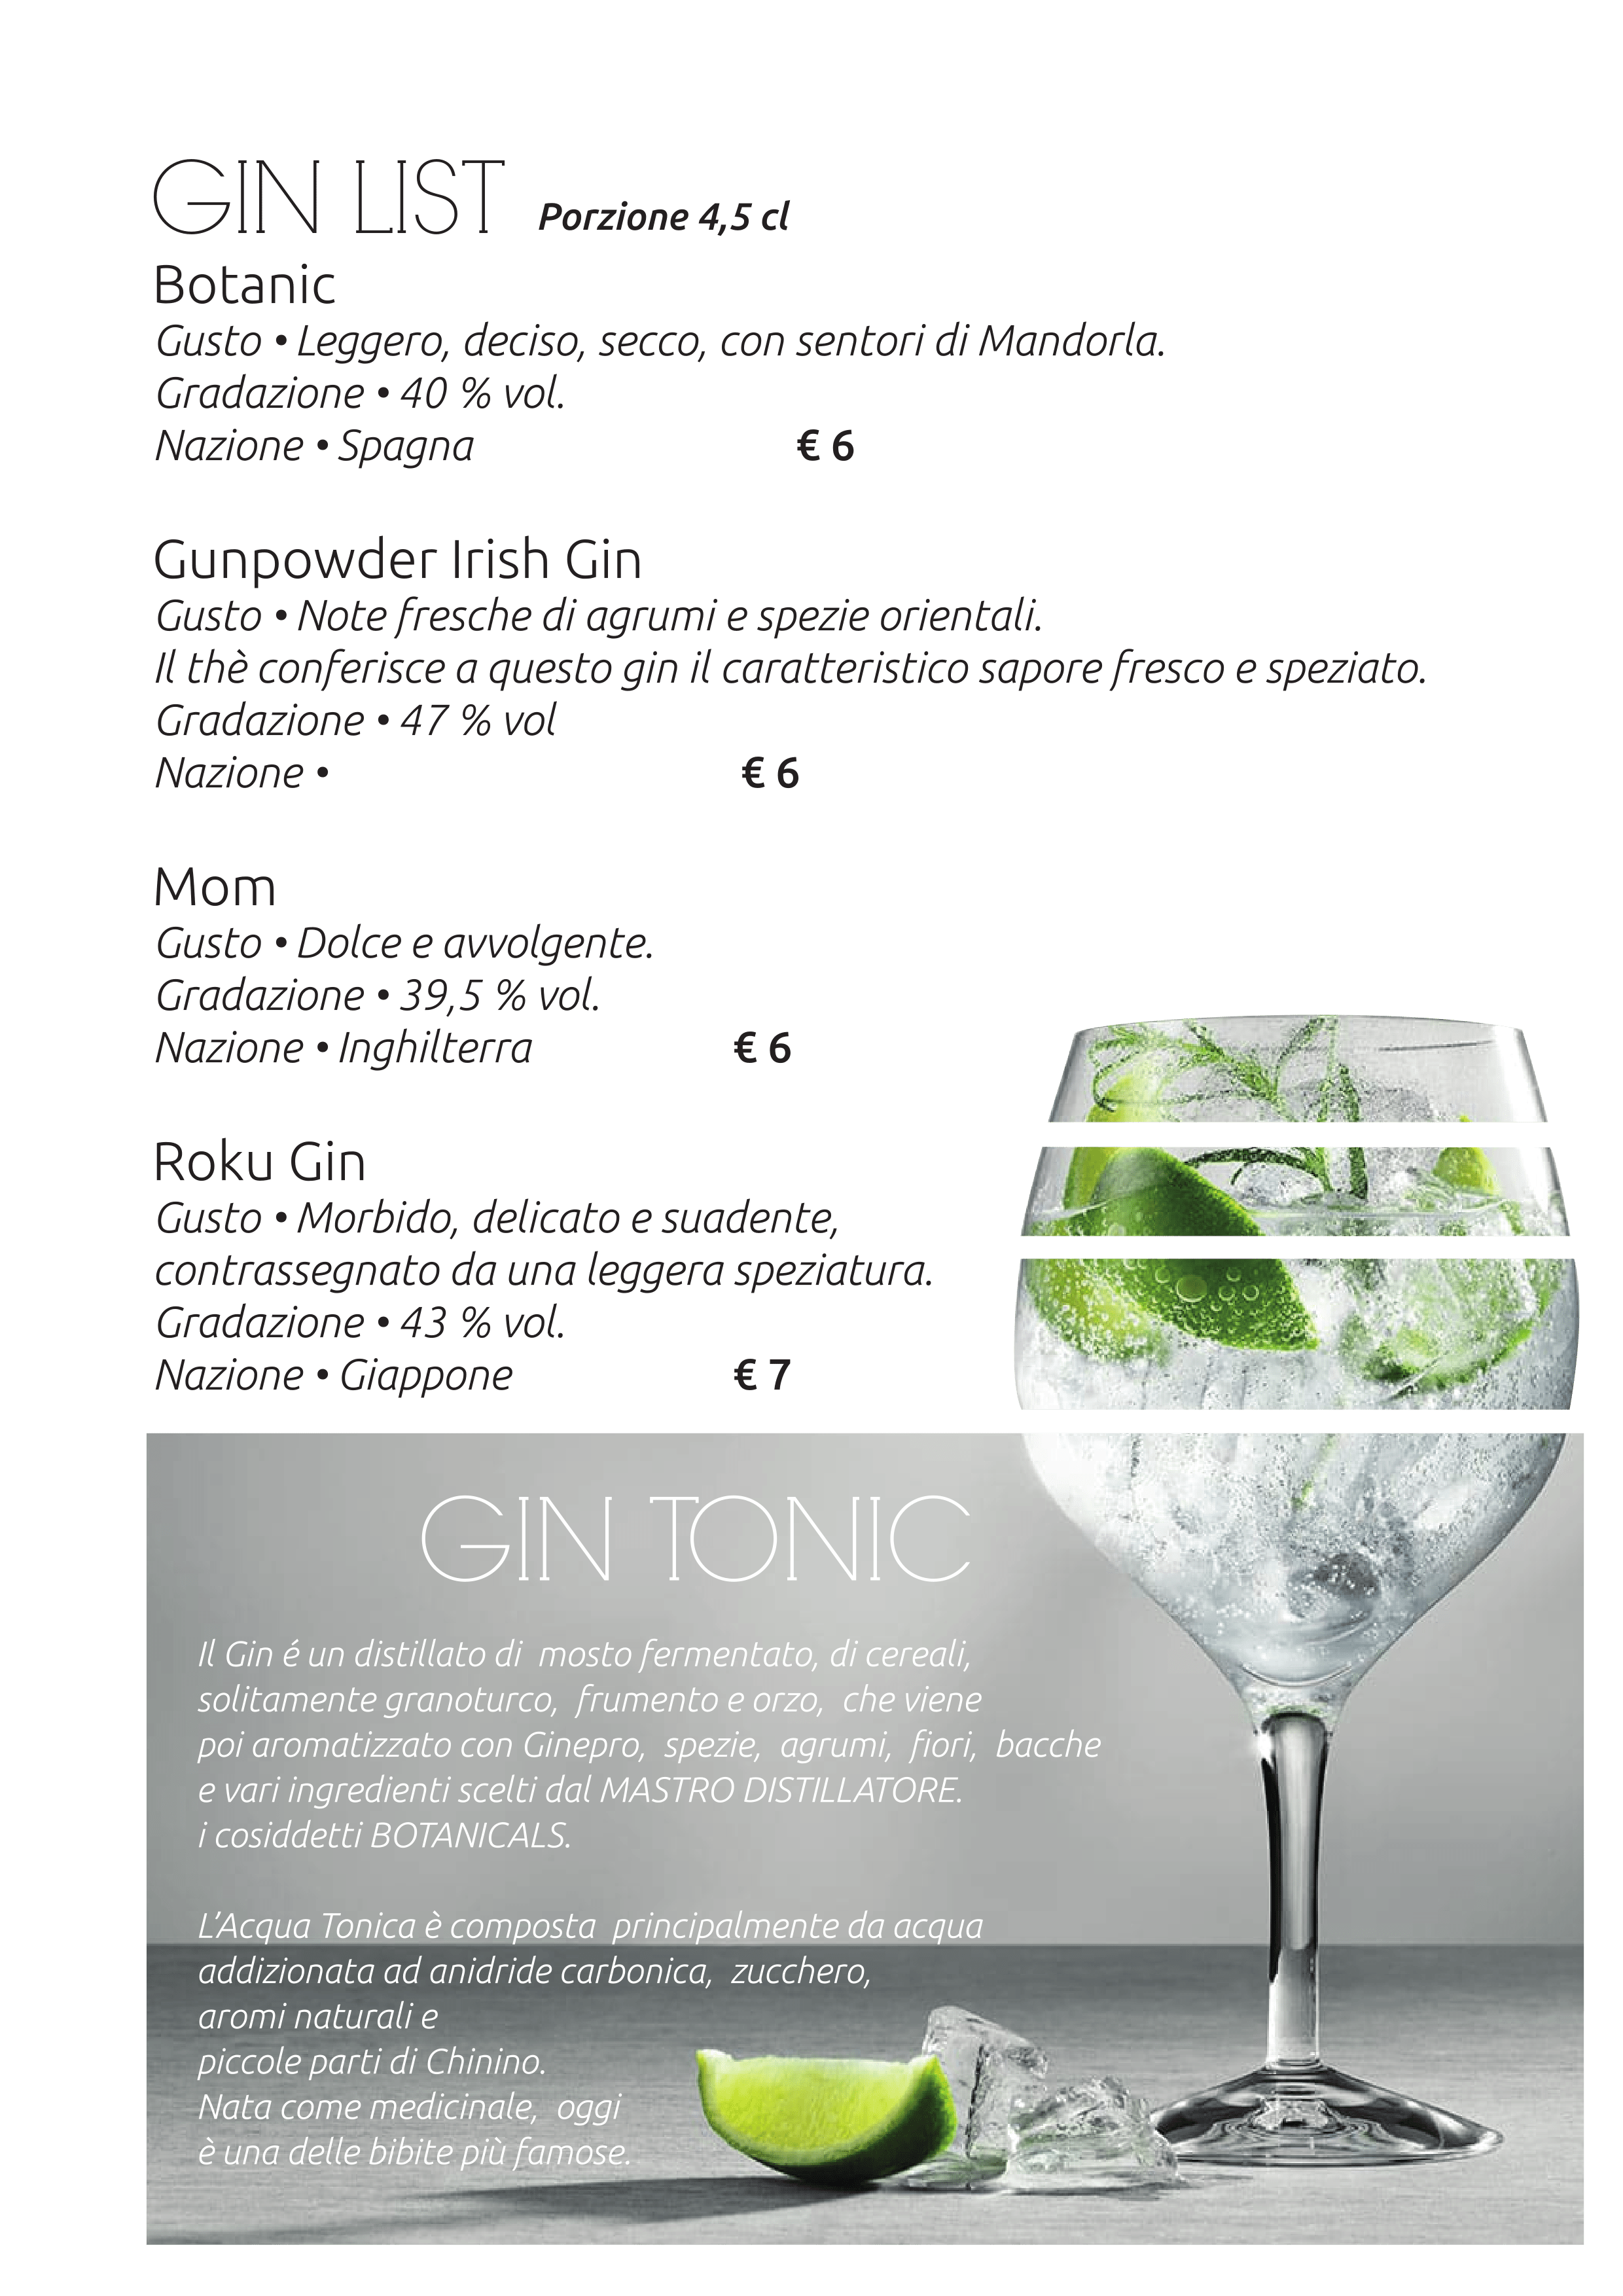 GIN LIST Porzione 4,5 cl
Botanic
Gusto • Leggero, deciso, secco, con sentori di Mandorla.
Gradazione • 40 % vol.
Nazione • Spagna € 6
Gunpowder Irish Gin
Gusto • Note fresche di agrumi e spezie orientali.
Il thè conferisce a questo gin il caratteristico sapore fresco e speziato.
Gradazione • 47 % vol
Nazione • € 6
Mom
Gusto • Dolce e avvolgente.
Gradazione • 39,5 % vol.
Nazione • Inghilterra € 6
Roku Gin
Gusto • Morbido, delicato e suadente,
contrassegnato da una leggera speziatura.
Gradazione • 43 % vol.
Nazione • Giappone € 7
GIN TONIC
Il Gin é un distillato di mosto fermentato, di cereali,
solitamente granoturco, frumento e orzo, che viene
poi aromatizzato con Ginepro, spezie, agrumi, fiori, bacche
e vari ingredienti scelti dal MASTRO DISTILLATORE.
i cosiddetti BOTANICALS.
L'Acqua Tonica è composta principalmente da acqua
addizionata ad anidride carbonica, zucchero,
aromi naturali e
piccole parti di Chinino.
Nata come medicinale, oggi
è una delle bibite più famose.